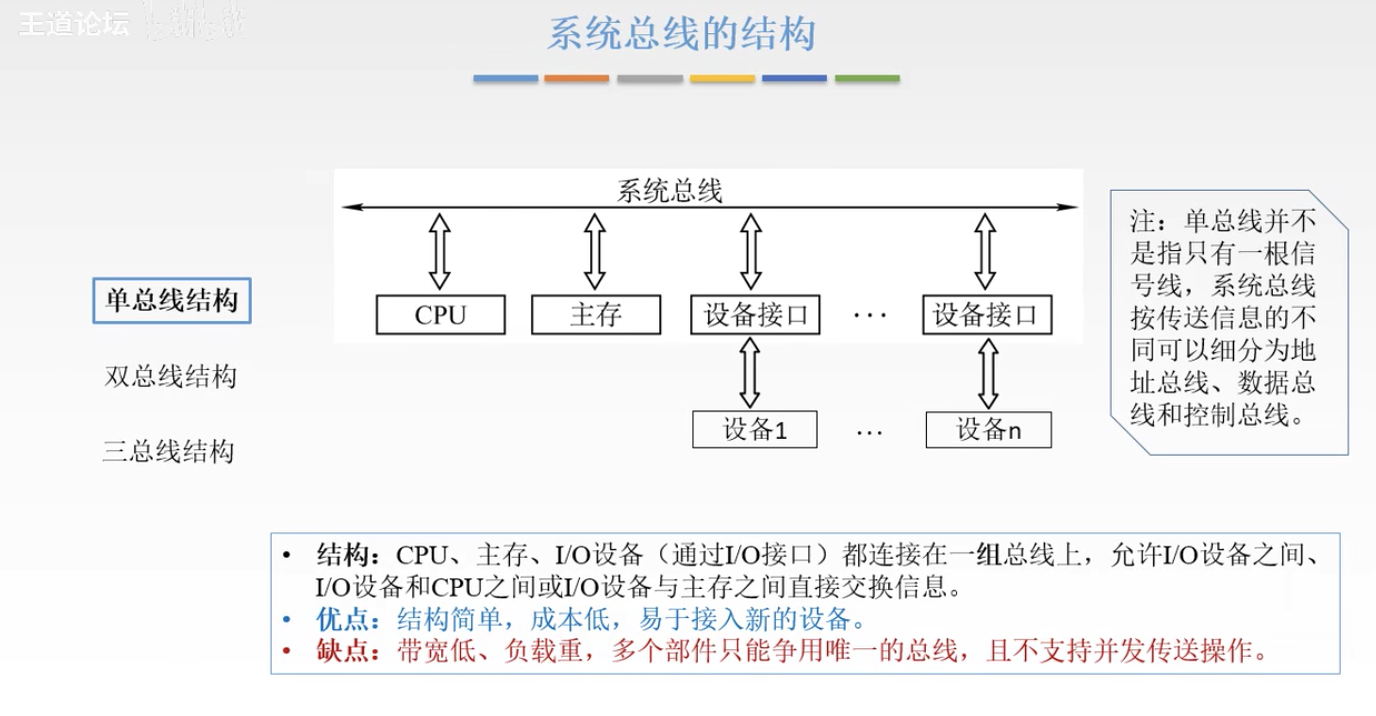 王道论坛
系统总线的结构
系统总线
CPU
主存
设备接口
···
设备接口
设备1
···
设备n
单总线结构
双总线结构
三总线结构
注：单总线并不
是指只有一根信
号线，系统总线
按传送信息的不
同可以细分为地
址总线、数据总
线和控制总线。
• 结构：CPU、主存、I/O设备（通过I/O接口）都连接在一组总线上，允许I/O设备之间、
I/O设备和CPU之间或I/O设备与主存之间直接交换信息。
• 优点：结构简单，成本低，易于接入新的设备。
• 缺点：带宽低、负载重，多个部件只能争用唯一的总线，且不支持并发传送操作。